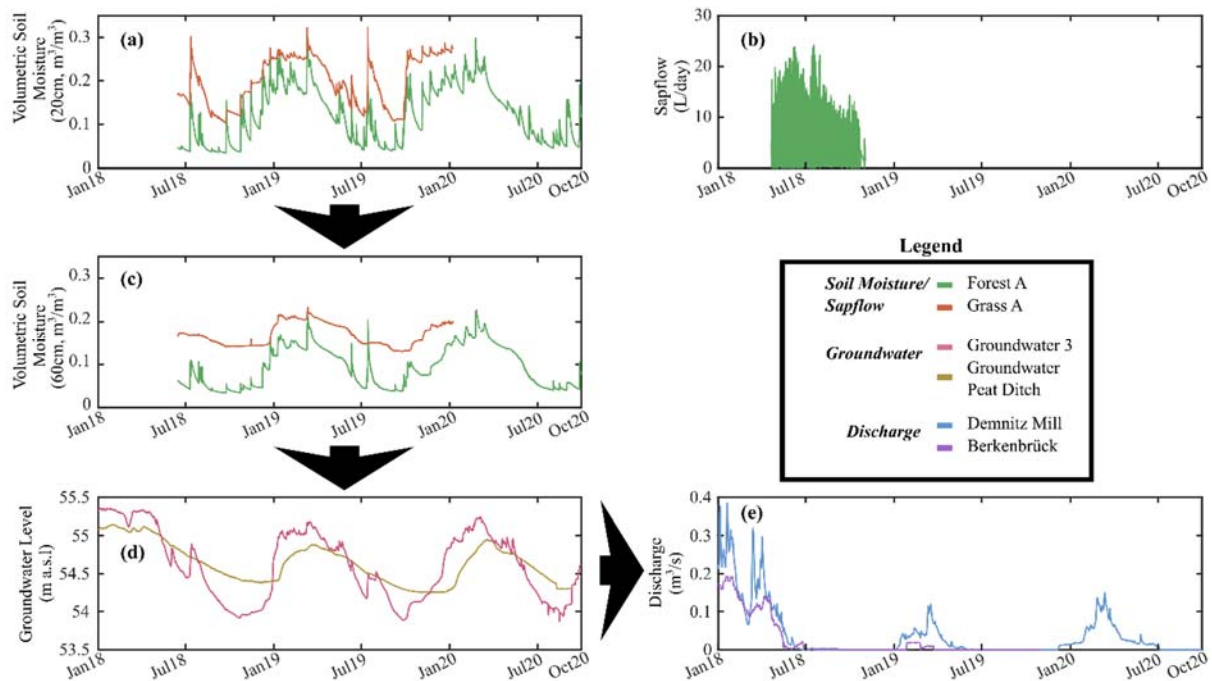 Volumetric Soil
Moisture
(20cm, m³/m³)
(a)
0.3
0.2
0.1
0
Jan18
Jul18
Jan19
Jul19
Jan20
Jul20
Oct20
Sapflow
(L/day)
(b)
30
20
10
0
Jan18
Jul18
Jan19
Jul19
Jan20
Jul20
Oct20
Volumetric Soil
Moisture
(60cm, m³/m³)
(c)
0.3
0.2
0.1
0
Jan18
Jul18
Jan19
Jul19
Jan20
Jul20
Oct20
Legend
Soil Moisture/
Sapflow
Forest A
Grass A
Groundwater
Groundwater 3
Groundwater
Peat Ditch
Discharge
Demnitz Mill
Berkenbrück
Groundwater Level
(m a.s.l)
(d)
55.5
55
54.5
54
53.5
Jan18
Jul18
Jan19
Jul19
Jan20
Jul20
Oct20
Discharge
(m³/s)
(e)
0.4
0.3
0.2
0.1
0
Jan18
Jul18
Jan19
Jul19
Jan20
Jul20
Oct20